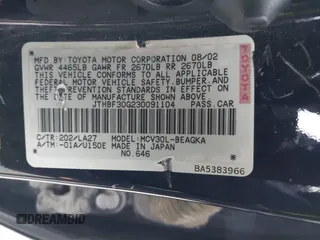 MFD. BY: TOYOTA MOTOR CORPORATION 08/02
GVWR 4465LB GAWR FR 2670LB RR 2670LB
THIS VEHICLE CONFORMS TO ALL APPLICABLE
FEDERAL MOTOR VEHICLE SAFETY, BUMPER, AND
THEFT PREVENTION STANDARDS IN EFFECT ON
THE DATE OF MANUFACTURE SHOWN ABOVE.
JTHBF30G230091104 PASS.CAR
C/TR:202/LA27 MODEL:MCV30L-BEAGKA
A/TM:-01A/U150E MADE IN JAPAN
NO.646
BA5383966
BIDAMERICA